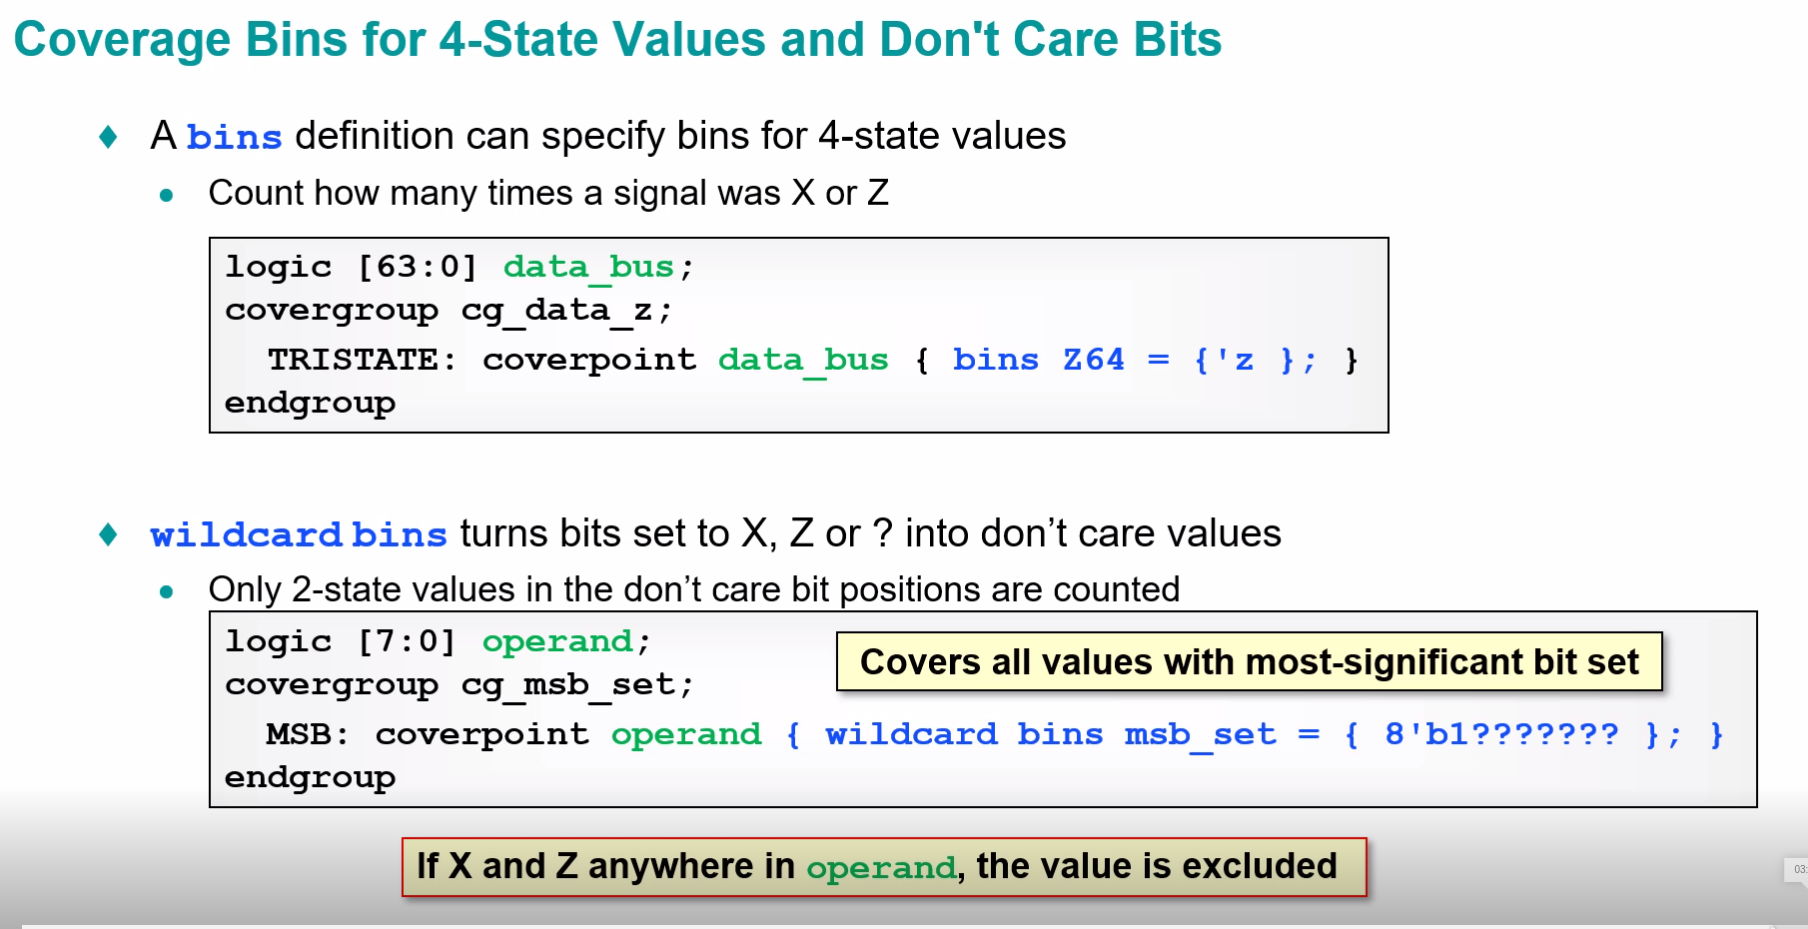 Coverage Bins for 4-State Values and Don't Care Bits
A bins definition can specify bins for 4-state values
Count how many times a signal was X or Z
logic [63:0] data_bus;
covergroup cg_data_z;
TRISTATE: coverpoint data_bus { bins Z64 = {'z }; }
endgroup
wildcard bins turns bits set to X, Z or ? into don’t care values
Only 2-state values in the don’t care bit positions are counted
logic [7:0] operand;
Covers all values with most-significant bit set
covergroup cg_msb_set;
MSB: coverpoint operand { wildcard bins msb_set = { 8'b1??????? }; }
endgroup
If X and Z anywhere in operand, the value is excluded
03: